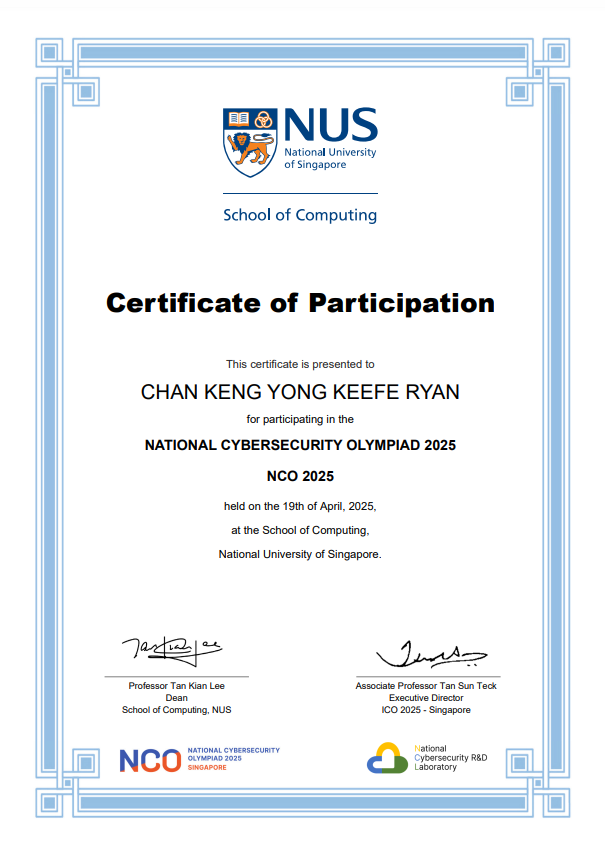 NUS
National University
of Singapore
School of Computing
Certificate of Participation
This certificate is presented to
CHAN KENG YONG KEEFE RYAN
for participating in the
NATIONAL CYBERSECURITY OLYMPIAD 2025
NCO 2025
held on the 19th of April, 2025,
at the School of Computing,
National University of Singapore.
Professor Tan Kian Lee
Dean
School of Computing, NUS
Associate Professor Tan Sun Teck
Executive Director
ICO 2025 - Singapore
NCO
NATIONAL CYBERSECURITY
OLYMPIAD 2025
SINGAPORE
National
Cybersecurity R&D
Laboratory